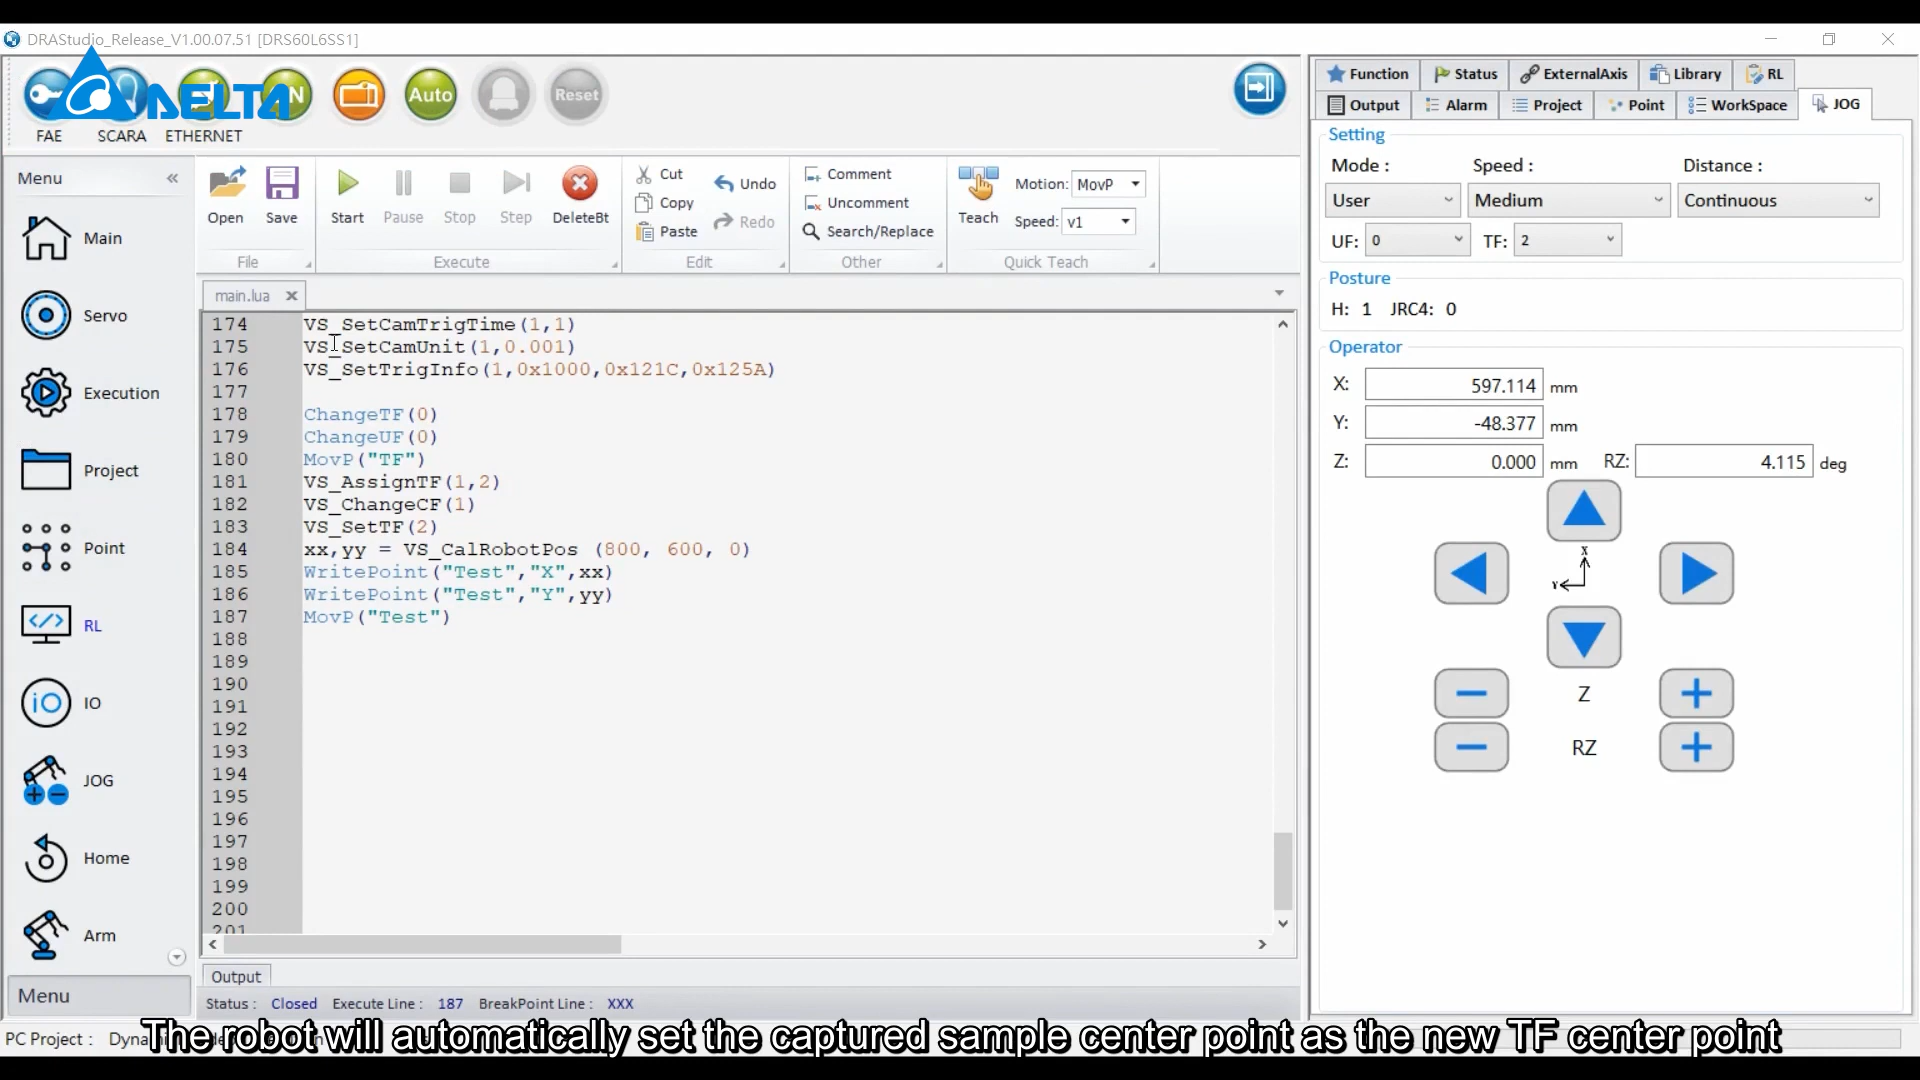 DRAStudio_Release_V1.00.07.51 [DRS60L6SS1]
DELTA
Auto
Reset
FAE
SCARA
ETHERNET
Menu
Open
Save
File
Start
Pause
Stop
Step
DeleteBt
Execute
Cut
Copy
Paste
Undo
Redo
Edit
Comment
Uncomment
Search/Replace
Other
Teach
Motion: MovP
Speed: v1
Quick Teach
Main
Servo
Execution
Project
Point
RL
IO
JOG
Home
Arm
Menu
main.lua
174 VS_SetCamTrigTime(1,1)
175 VS_SetCamUnit(1,0.001)
176 VS_SetTrigInfo(1,0x1000,0x121C,0x125A)
177
178 ChangeTF(0)
179 ChangeUF(0)
180 MovP("TF")
181 VS_AssignTF(1,2)
182 VS_ChangeCF(1)
183 VS_SetTF(2)
184 xx,yy = VS_CalRobotPos (800, 600, 0)
185 WritePoint("Test","X",xx)
186 WritePoint("Test","Y",yy)
187 MovP("Test")
188
189
190
191
192
193
194
195
196
197
198
199
200
201
Output
Status : Closed Execute Line : 187 BreakPoint Line : XXX
Function Status ExternalAxis Library RL
Output Alarm Project Point WorkSpace JOG
Setting
Mode : Speed : Distance :
User Medium Continuous
UF: 0 TF: 2
Posture
H: 1 JRC4: 0
Operator
X: 597.114 mm
Y: -48.377 mm
Z: 0.000 mm RZ: 4.115 deg
X
Y
Z
RZ
PC Project :
The robot will automatically set the captured sample center point as the new TF center point